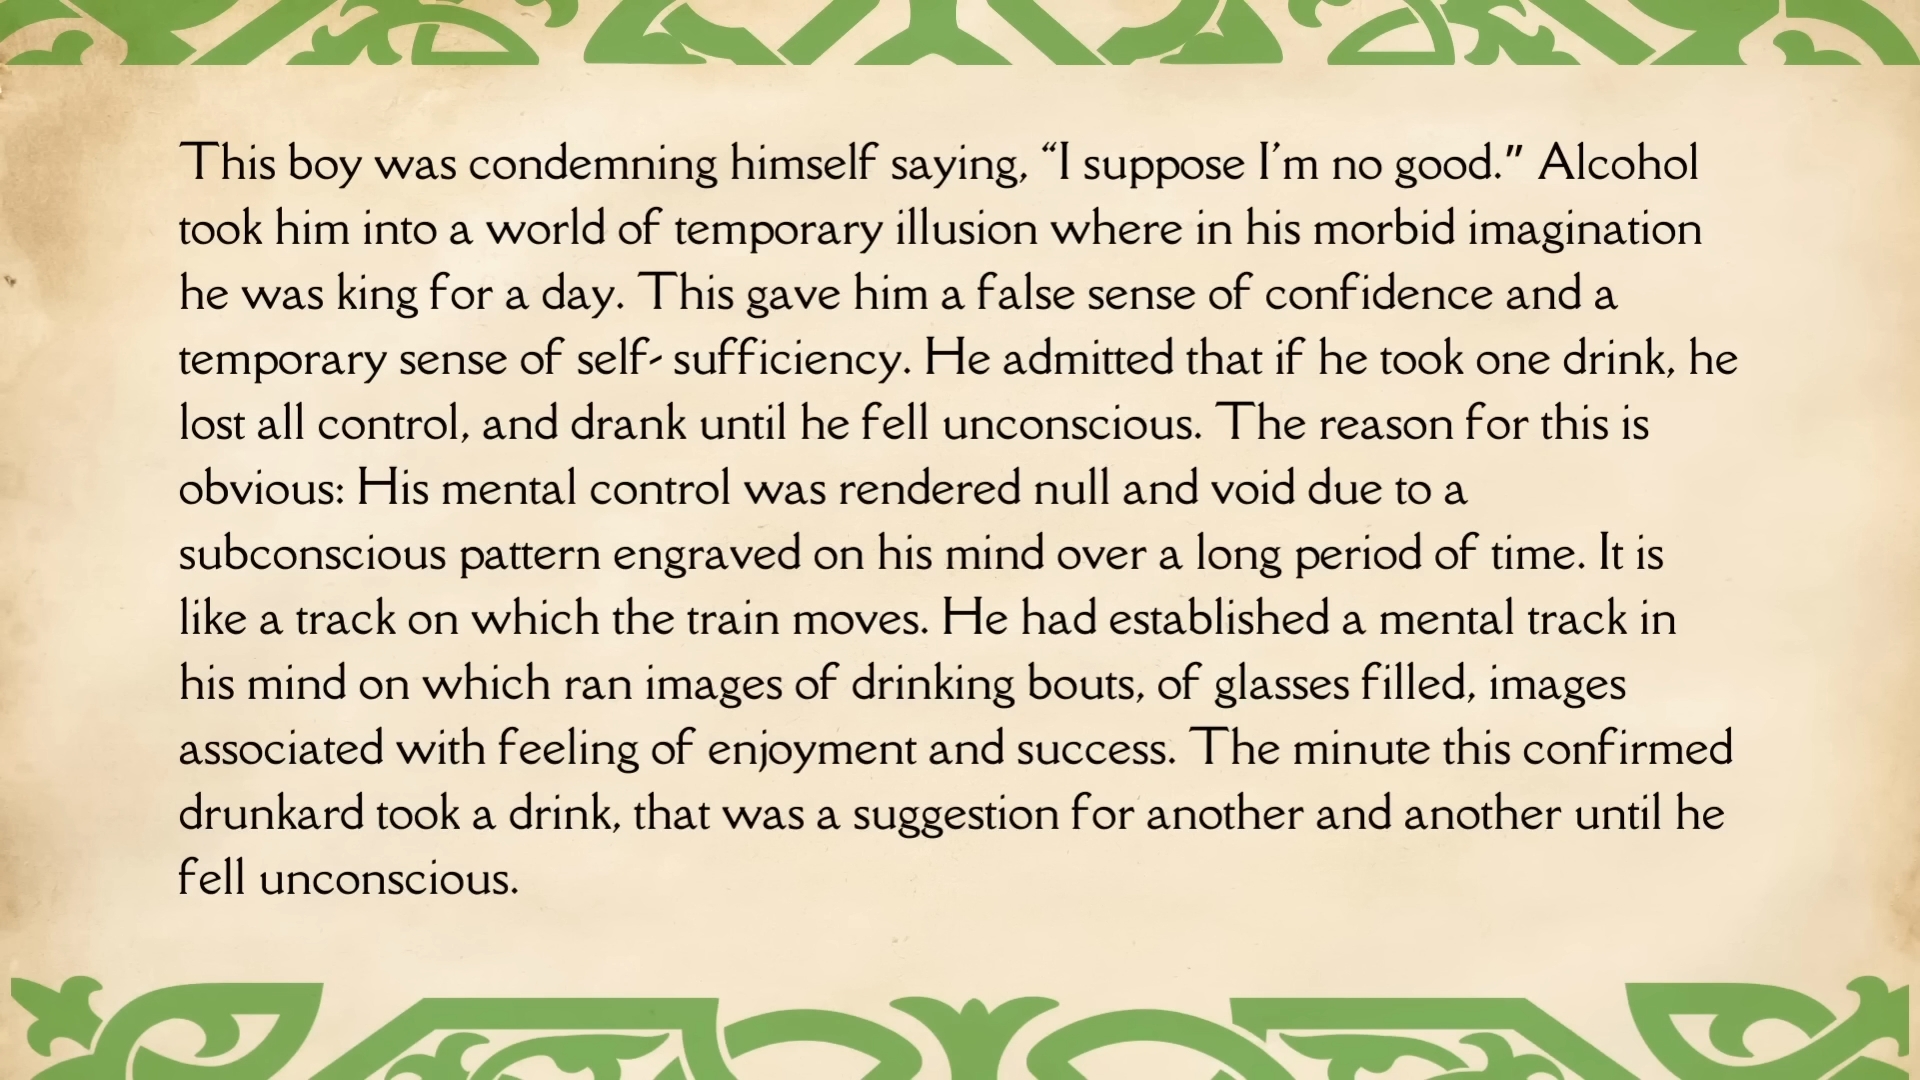 This boy was condemning himself saying, “I suppose I’m no good.” Alcohol
took him into a world of temporary illusion where in his morbid imagination
he was king for a day. This gave him a false sense of confidence and a
temporary sense of self- sufficiency. He admitted that if he took one drink, he
lost all control, and drank until he fell unconscious. The reason for this is
obvious: His mental control was rendered null and void due to a
subconscious pattern engraved on his mind over a long period of time. It is
like a track on which the train moves. He had established a mental track in
his mind on which ran images of drinking bouts, of glasses filled, images
associated with feeling of enjoyment and success. The minute this confirmed
drunkard took a drink, that was a suggestion for another and another until he
fell unconscious.